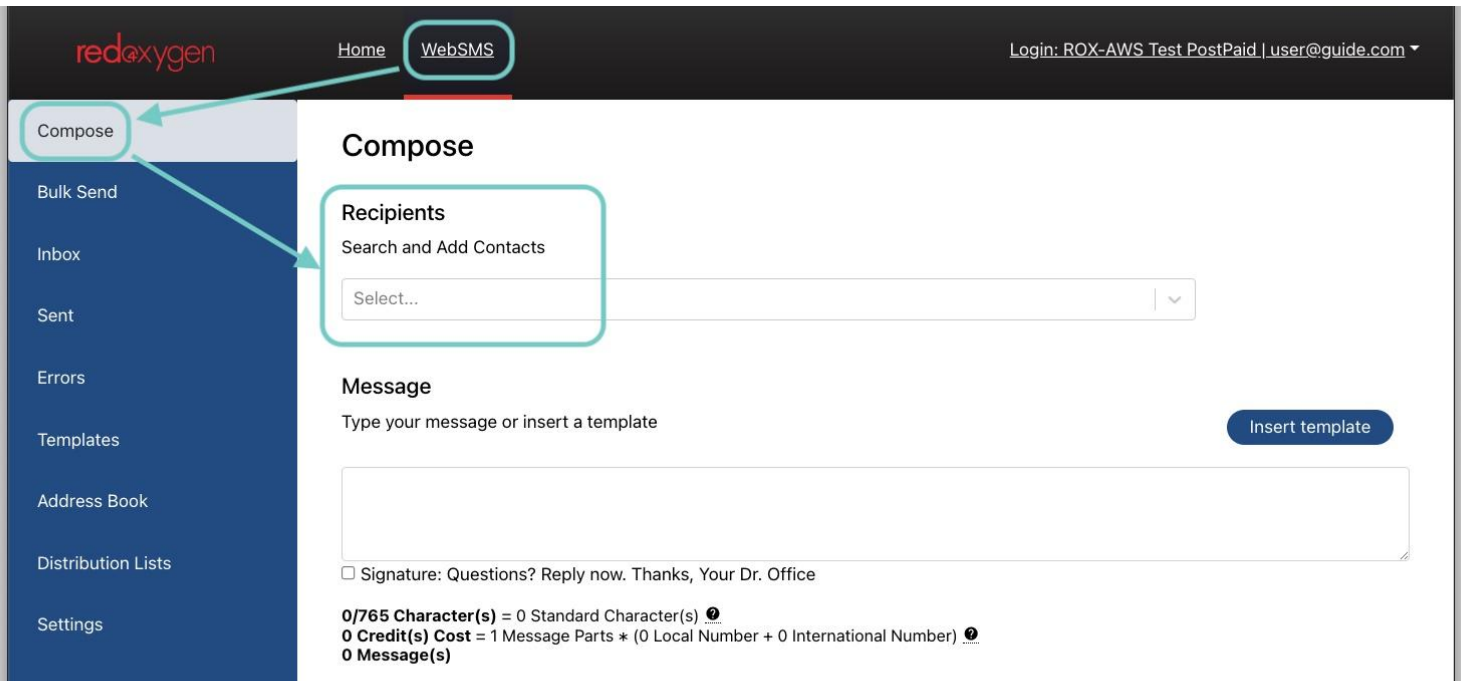 redoxygen
Home WebSMS Login: ROX-AWS Test PostPaid | user@guide.com
Compose
Bulk Send
Inbox
Sent
Errors
Templates
Address Book
Distribution Lists
Settings
Compose
Recipients
Search and Add Contacts
Select...
Message
Type your message or insert a template
Insert template
Signature: Questions? Reply now. Thanks, Your Dr. Office
0/765 Character(s) = 0 Standard Character(s) ?
0 Credit(s) Cost = 1 Message Parts * (0 Local Number + 0 International Number) ?
0 Message(s)